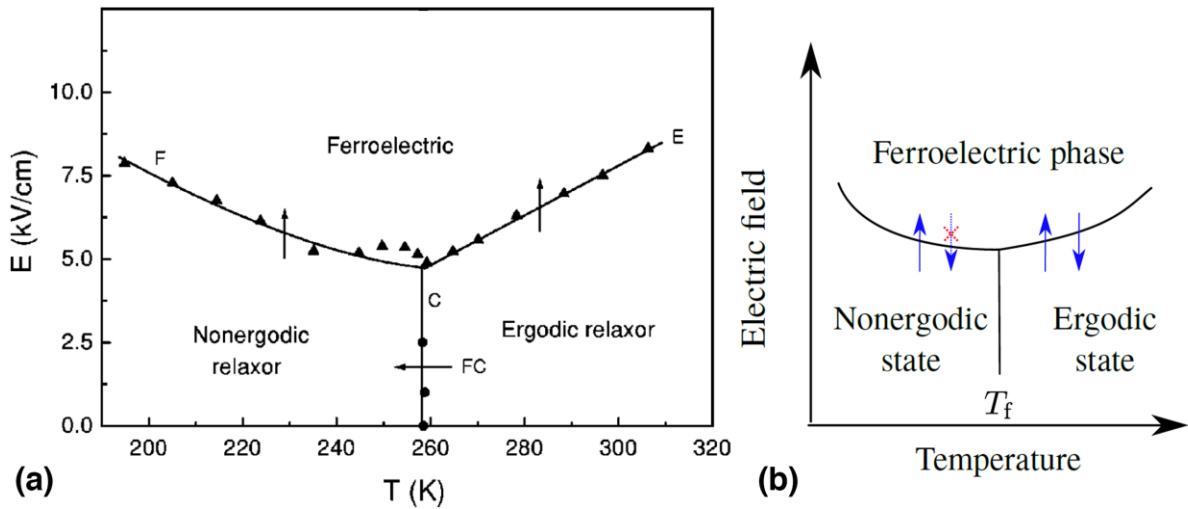 10.0
7.5
5.0
2.5
0.0
E (kV/cm)
F
Ferroelectric
E
C
Nonergodic
relaxor
Ergodic relaxor
FC
200
220
240
260
280
300
320
T (K)
(a)
Electric field
Ferroelectric phase
Nonergodic
state
Ergodic
state
Tf
Temperature
(b)